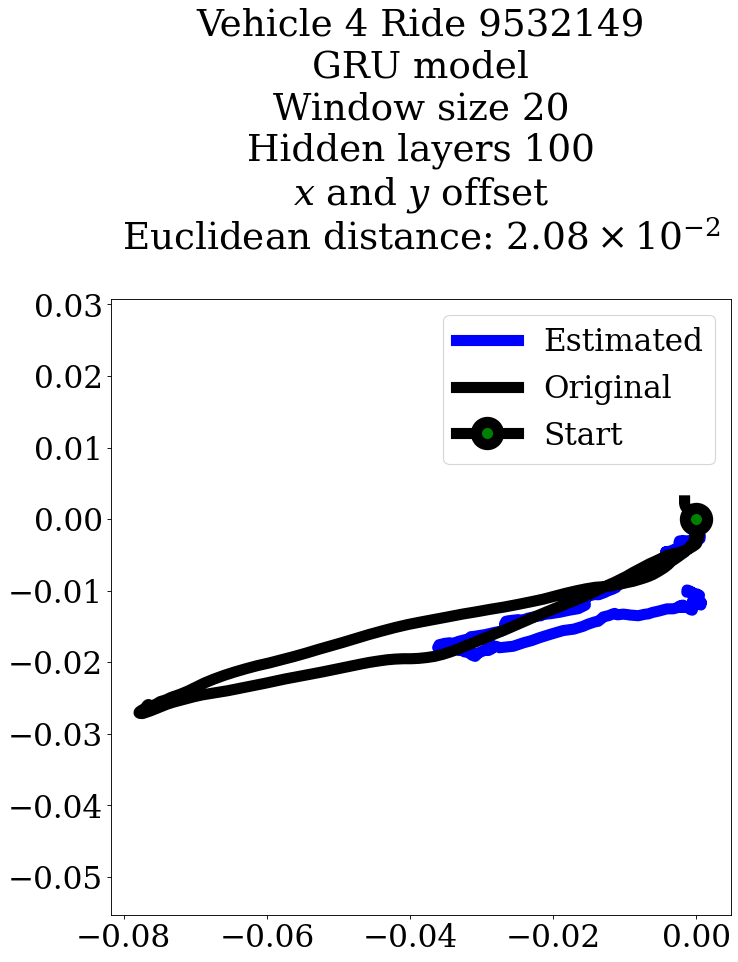 Vehicle 4 Ride 9532149
GRU model
Window size 20
Hidden layers 100
x and y offset
Euclidean distance: 2.08 × 10⁻²
0.03
0.02
0.01
0.00
−0.01
−0.02
−0.03
−0.04
−0.05
Estimated
Original
Start
−0.08 −0.06 −0.04 −0.02 0.00